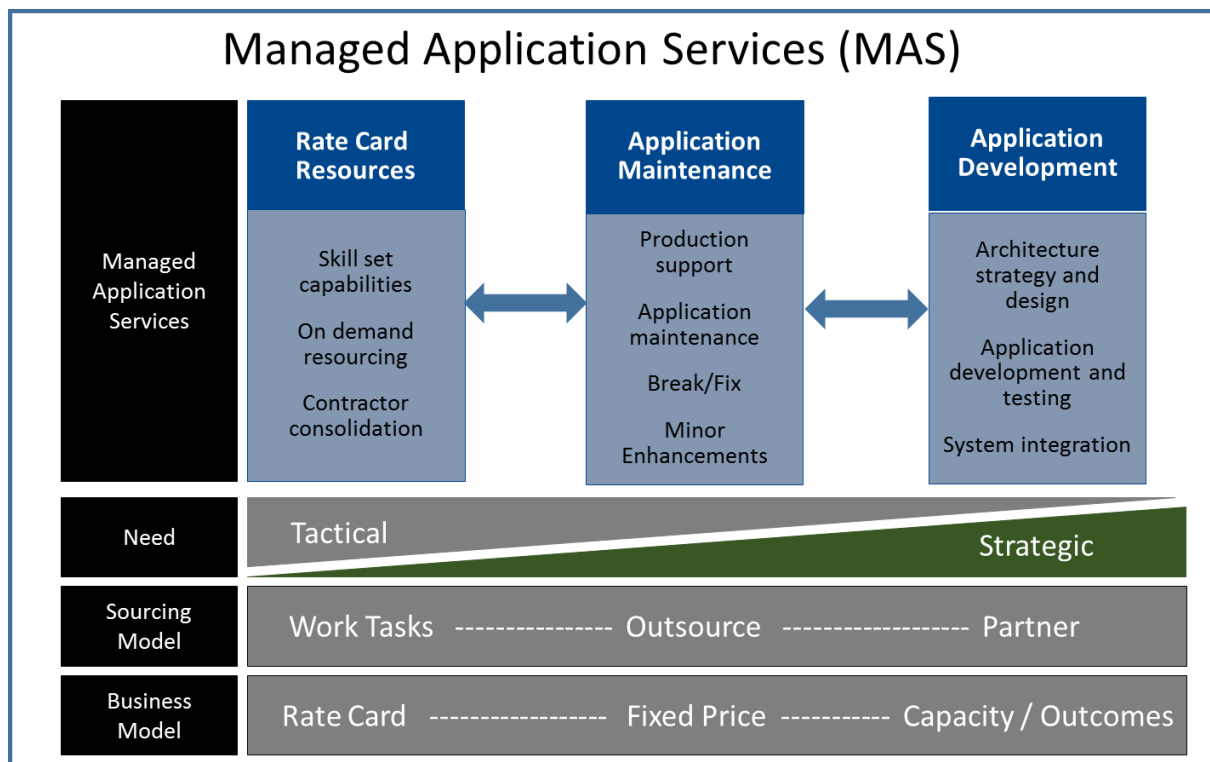 Managed Application Services (MAS)
Managed
Application
Services
Rate Card
Resources
Skill set
capabilities
On demand
resourcing
Contractor
consolidation
Application
Maintenance
Production
support
Application
maintenance
Break/Fix
Minor
Enhancements
Application
Development
Architecture
strategy and
design
Application
development and
testing
System integration
Need
Tactical
Strategic
Sourcing
Model
Work Tasks ---------------- Outsource ------------------ Partner
Business
Model
Rate Card ------------------ Fixed Price ----------- Capacity / Outcomes